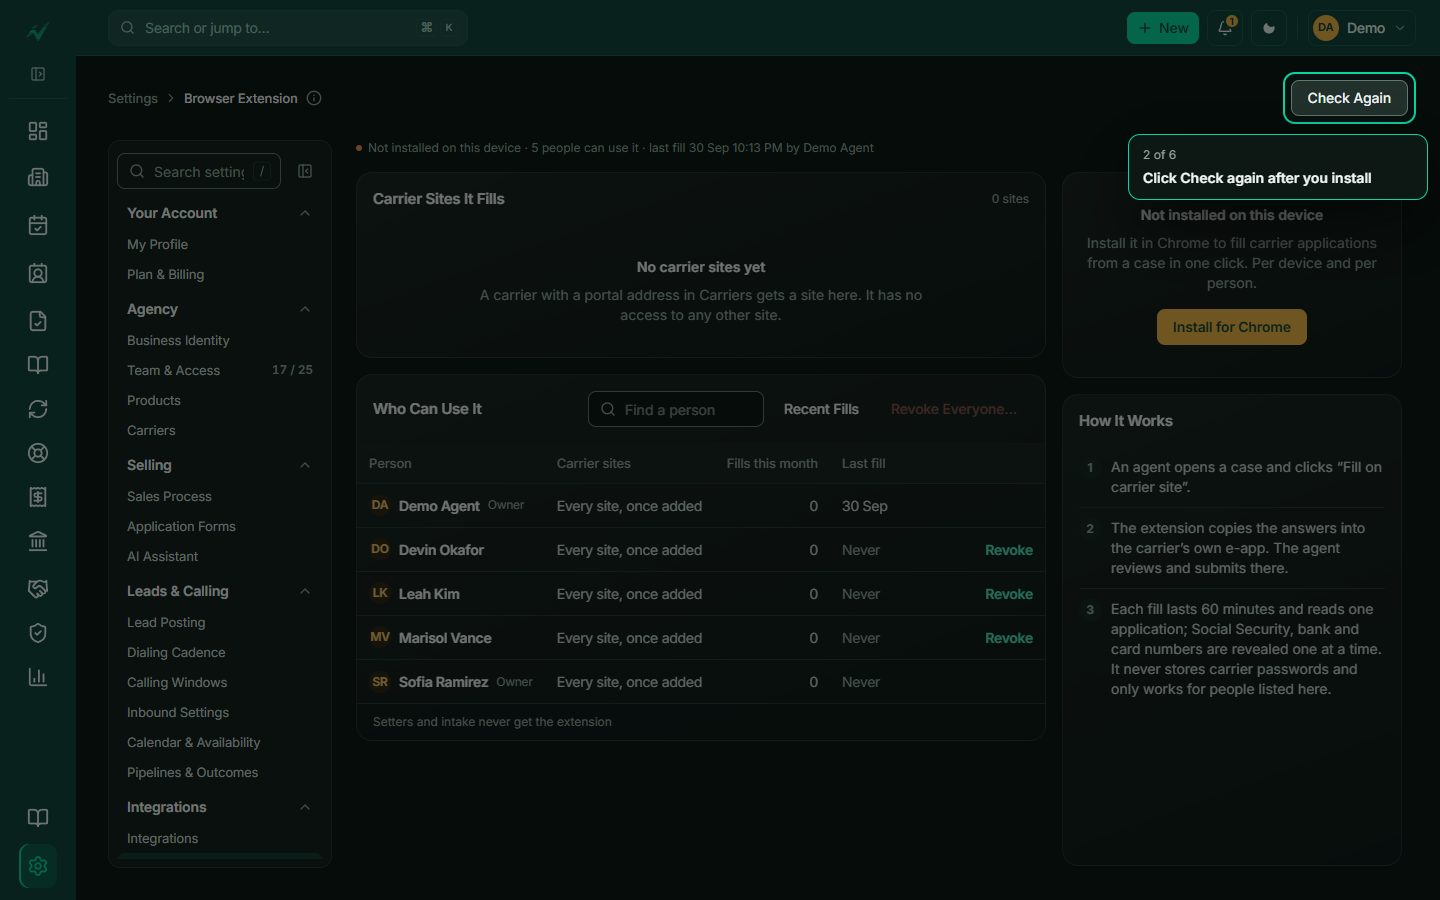 Search or jump to...
⌘ K
New
1
DA
Demo
Settings
Browser Extension
Check Again
2 of 6
Click Check again after you install
Search setting
/
Your Account
My Profile
Plan & Billing
Agency
Business Identity
Team & Access
17 / 25
Products
Carriers
Selling
Sales Process
Application Forms
AI Assistant
Leads & Calling
Lead Posting
Dialing Cadence
Calling Windows
Inbound Settings
Calendar & Availability
Pipelines & Outcomes
Integrations
Integrations
Not installed on this device · 5 people can use it · last fill 30 Sep 10:13 PM by Demo Agent
Carrier Sites It Fills
0 sites
No carrier sites yet
A carrier with a portal address in Carriers gets a site here. It has no
access to any other site.
Who Can Use It
Find a person
Recent Fills
Revoke Everyone...
Person Carrier sites Fills this month Last fill
DA Demo Agent Owner Every site, once added 0 30 Sep
DO Devin Okafor Every site, once added 0 Never Revoke
LK Leah Kim Every site, once added 0 Never Revoke
MV Marisol Vance Every site, once added 0 Never Revoke
SR Sofia Ramirez Owner Every site, once added 0 Never
Setters and intake never get the extension
Not installed on this device
Install it in Chrome to fill carrier applications
from a case in one click. Per device and per
person.
Install for Chrome
How It Works
1 An agent opens a case and clicks “Fill on
carrier site”.
2 The extension copies the answers into
the carrier’s own e-app. The agent
reviews and submits there.
3 Each fill lasts 60 minutes and reads one
application; Social Security, bank and
card numbers are revealed one at a time.
It never stores carrier passwords and
only works for people listed here.